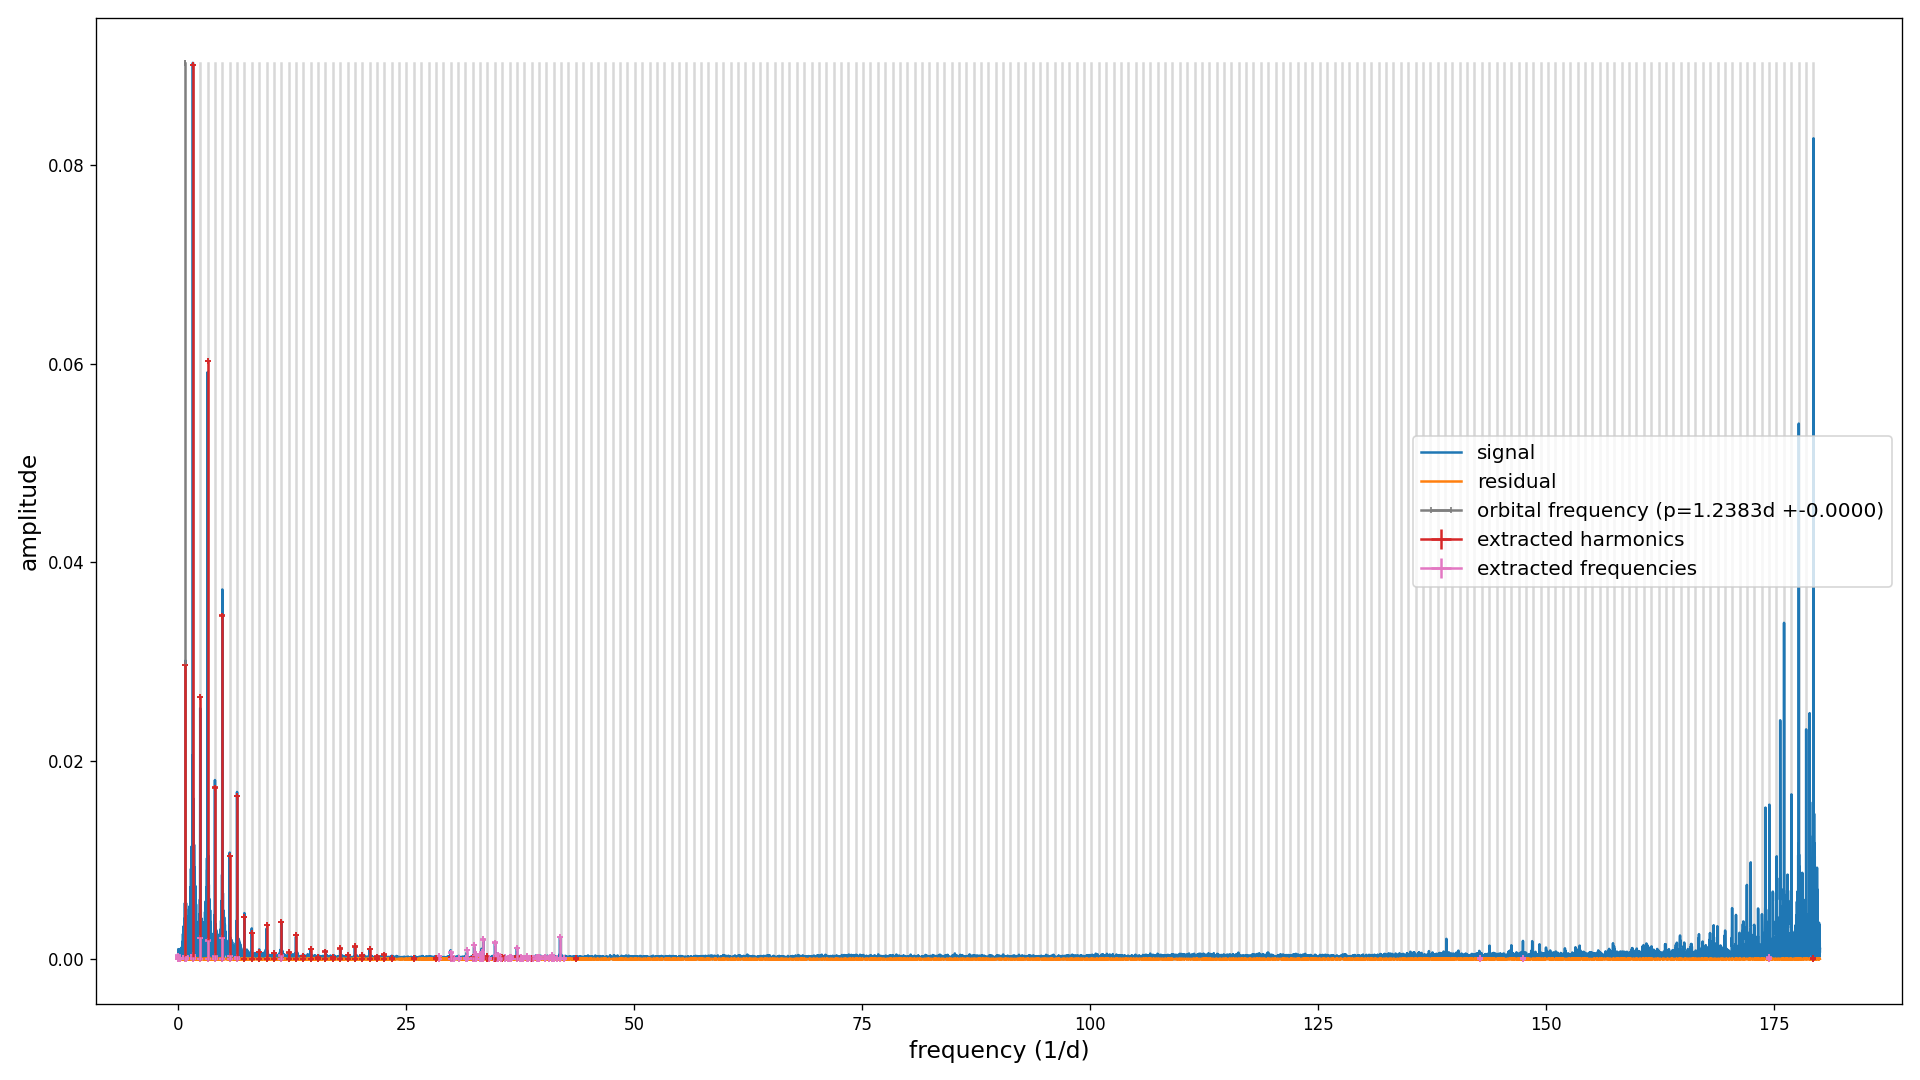 0.08
0.06
0.04
0.02
0.00
amplitude
0 25 50 75 100 125 150 175
frequency (1/d)
signal
residual
orbital frequency (p=1.2383d +-0.0000)
extracted harmonics
extracted frequencies